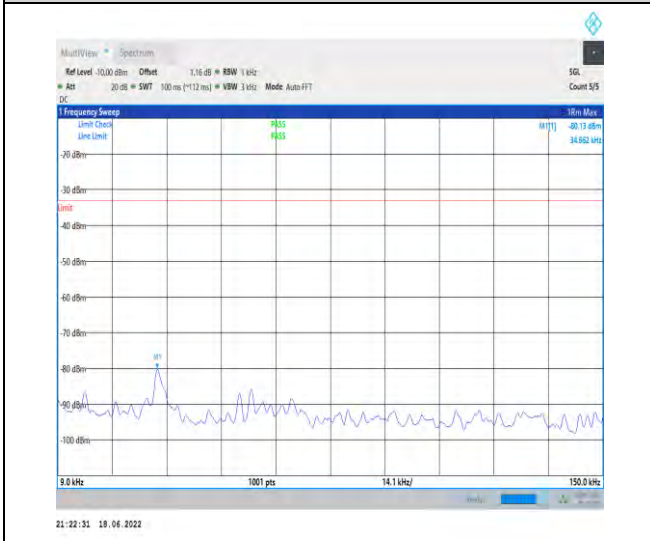 MultiView Spectrum
Ref Level -10.00 dBm Offset 1.16 dB RBW 1 kHz SGL
Att 20 dB SWT 100 ms (~112 ms) VBW 3 kHz Mode Auto FFT Count 5/5
DC
1 Frequency Sweep 1Rm Max
Limit Check PASS M1[1] -80.13 dBm
Line Limit PASS 34.662 kHz
-20 dBm
-30 dBm
Limit
-40 dBm
-50 dBm
-60 dBm
-70 dBm
M1
-80 dBm
-90 dBm
-100 dBm
9.0 kHz 1001 pts 14.1 kHz/ 150.0 kHz
21:22:31 18.06.2022